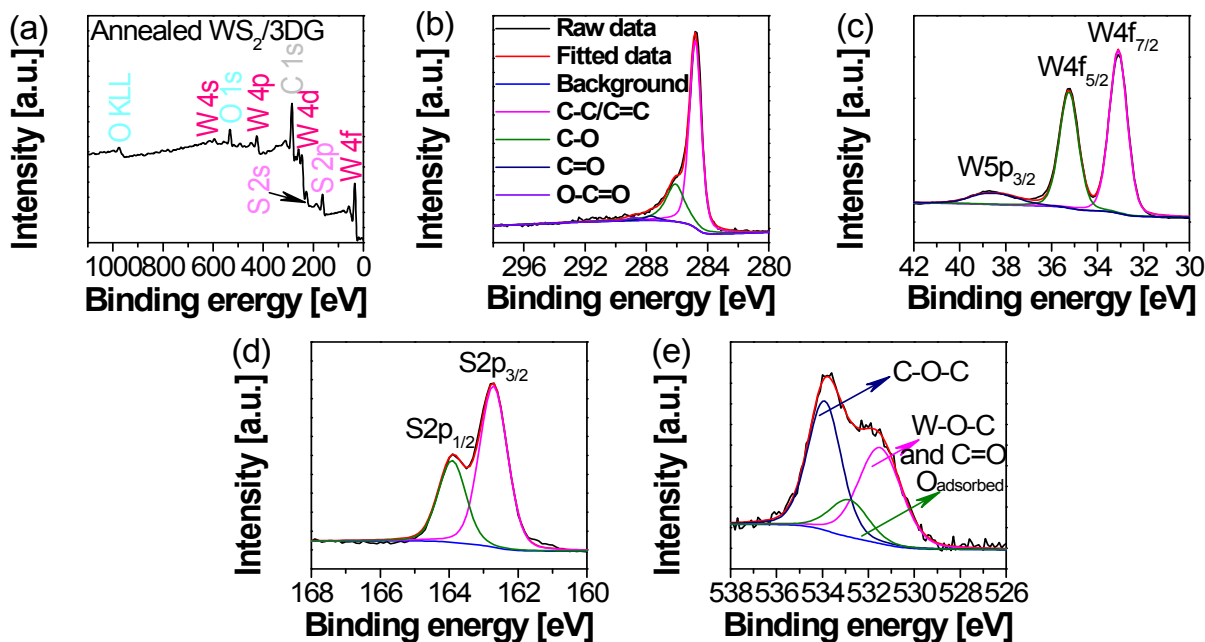 (a)
Annealed WS2/3DG
O KLL
W 4s
O 1s
W 4p
C 1s
W 4d
S 2s
S 2p
W 4f
Intensity [a.u.]
1000 800 600 400 200 0
Binding erergy [eV]
(b)
Raw data
Fitted data
Background
C-C/C=C
C-O
C=O
O-C=O
Intensity [a.u.]
296 292 288 284 280
Binding energy [eV]
(c)
W4f7/2
W4f5/2
W5p3/2
Intensity [a.u.]
42 40 38 36 34 32 30
Binding energy [eV]
(d)
S2p3/2
S2p1/2
Intensity [a.u.]
168 166 164 162 160
Binding energy [eV]
(e)
C-O-C
W-O-C
and C=O
Oadsorbed
Intensity [a.u.]
538 536 534 532 530 528 526
Binding energy [eV]